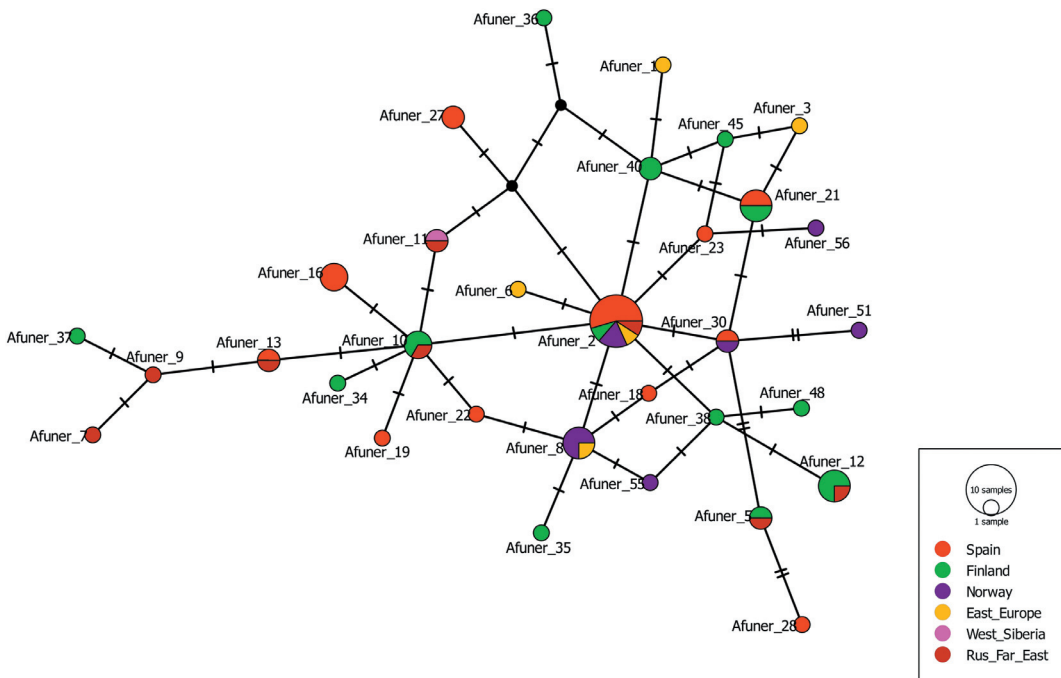 Afuner_36
Afuner_1
Afuner_27
Afuner_3
Afuner_45
Afuner_40
Afuner_21
Afuner_11
Afuner_23
Afuner_56
Afuner_16
Afuner_6
Afuner_51
Afuner_30
Afuner_37
Afuner_13
Afuner_10
Afuner_2
Afuner_9
Afuner_34
Afuner_18
Afuner_48
Afuner_22
Afuner_38
Afuner_7
Afuner_19
Afuner_8
Afuner_12
Afuner_55
Afuner_5
Afuner_35
Afuner_28
10 samples
1 sample
Spain
Finland
Norway
East_Europe
West_Siberia
Rus_Far_East